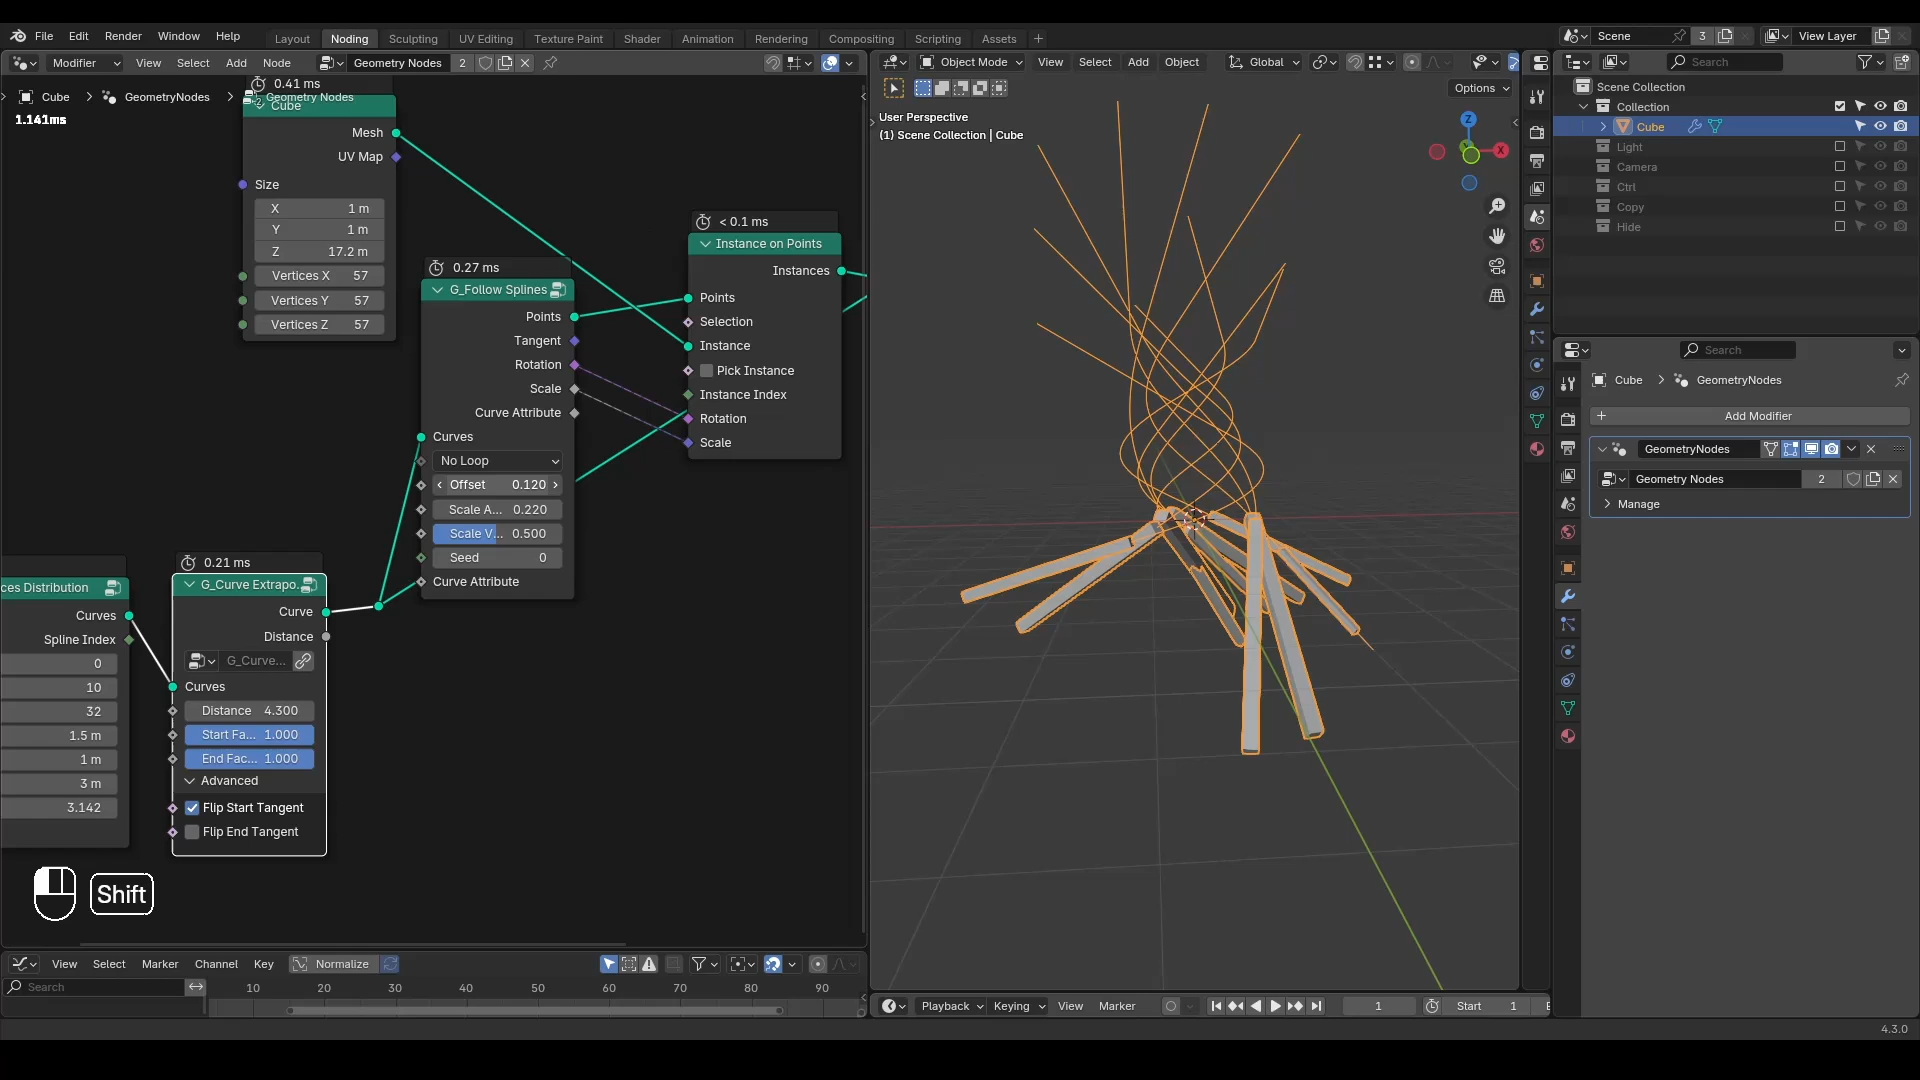 File Edit Render Window Help Layout Noding Sculpting UV Editing Texture Paint Shader Animation Rendering Compositing Scripting Assets +
Scene 3 View Layer
Modifier View Select Add Node Geometry Nodes 2
Object Mode View Select Add Object Global
Options
Cube > GeometryNodes > Geometry Nodes
1.141ms
0.41 ms
Cube
Mesh
UV Map
Size
X 1 m
Y 1 m
Z 17.2 m
Vertices X 57
Vertices Y 57
Vertices Z 57
0.27 ms
G_Follow Splines
Points
Tangent
Rotation
Scale
Curve Attribute
Curves
No Loop
Offset 0.120
Scale A... 0.220
Scale V... 0.500
Seed 0
Curve Attribute
< 0.1 ms
Instance on Points
Instances
Points
Selection
Instance
Pick Instance
Instance Index
Rotation
Scale
ces Distribution
Curves
Spline Index
0
10
32
1.5 m
1 m
3 m
3.142
0.21 ms
G_Curve Extrapo.
Curve
Distance
G_Curve...
Curves
Distance 4.300
Start Fa... 1.000
End Fac... 1.000
Advanced
Flip Start Tangent
Flip End Tangent
Shift
User Perspective
(1) Scene Collection | Cube
Z
X
Search
Scene Collection
Collection
Cube
Light
Camera
Ctrl
Copy
Hide
Search
Cube > GeometryNodes
+ Add Modifier
GeometryNodes
Geometry Nodes 2
Manage
View Select Marker Channel Key Normalize
Search
10 20 30 40 50 60 70 80 90
Playback Keying View Marker 1 Start 1
4.3.0